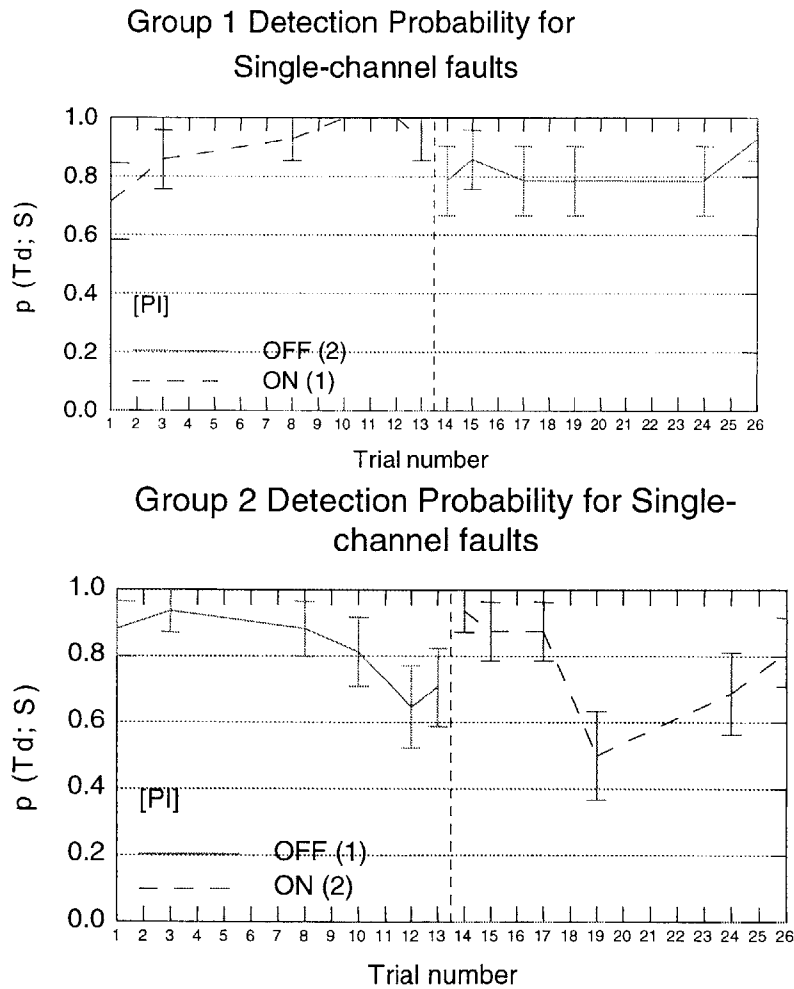 Group 1 Detection Probability for
Single-channel faults
1.0
0.8
0.6
0.4
0.2
0.0
p (Td; S)
[PI]
OFF (2)
ON (1)
1 2 3 4 5 6 7 8 9 10 11 12 13 14 15 16 17 18 19 20 21 22 23 24 25 26
Trial number
Group 2 Detection Probability for Single-
channel faults
1.0
0.8
0.6
0.4
0.2
0.0
p (Td; S)
[PI]
OFF (1)
ON (2)
1 2 3 4 5 6 7 8 9 10 11 12 13 14 15 16 17 18 19 20 21 22 23 24 25 26
Trial number